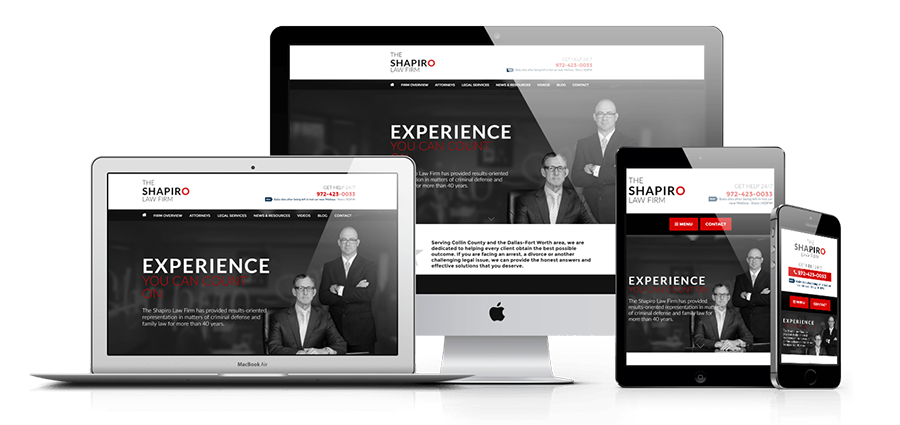 THE
SHAPIRO
LAW FIRM
GET HELP 24/7
972-423-0033
FIRM OVERVIEW ATTORNEYS LEGAL SERVICES NEWS & RESOURCES VIDEOS BLOG CONTACT
EXPERIENCE
YOU CAN COUNT
Law Firm has provided results-oriented
in matters of criminal defense and
for more than 40 years.
Serving Collin County and the Dallas-Fort Worth area, we are
dedicated to helping every client obtain the best possible
outcome. If you are facing an arrest, a divorce or another
challenging legal issue, we can provide the honest answers and
effective solutions that you deserve.
THE
SHAPIRO
LAW FIRM
GET HELP 24/7
972-423-0033
FIRM OVERVIEW ATTORNEYS LEGAL SERVICES NEWS & RESOURCES VIDEOS BLOG CONTACT
EXPERIENCE
YOU CAN COUNT
ON
The Shapiro Law Firm has provided results-oriented
representation in matters of criminal defense and
family law for more than 40 years.
MacBook Air
THE
SHAPIRO
LAW FIRM
GET HELP 24/7
972-423-0033
MENU CONTACT
EXPERIENCE
The Shapiro Law Firm has provided
results-oriented representation in matters
of criminal defense and family law for
more than 40 years.
THE
SHAPIRO
LAW FIRM
GET HELP 24/7
972-423-0033
MENU CONTACT
EXPERIENCE